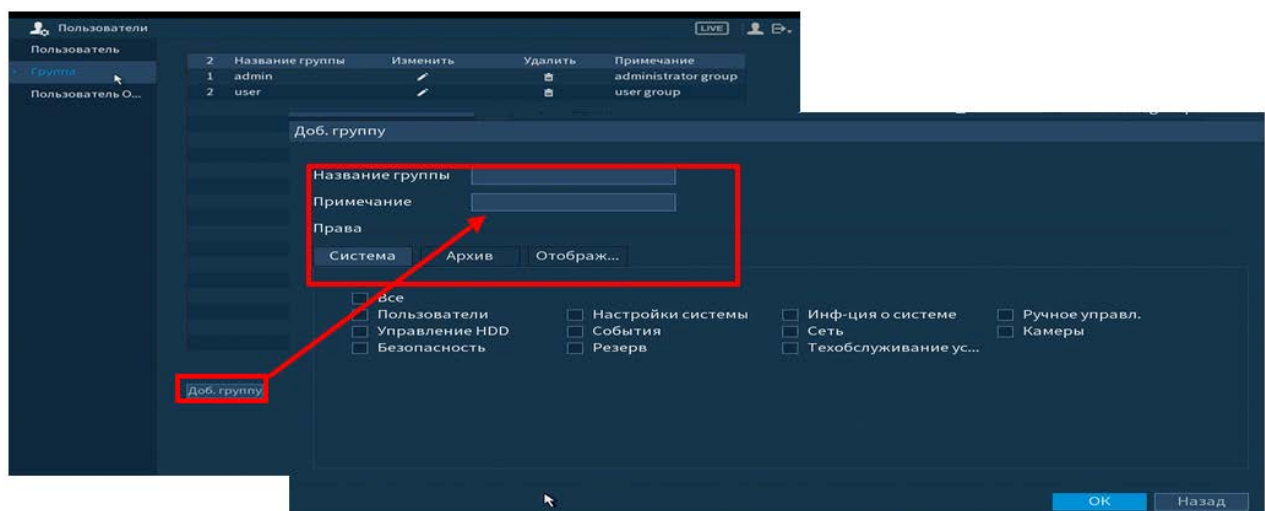 Пользователи LIVE
Пользователь
Группа
Пользователь О...
2 Название группы Изменить Удалить Примечание
1 admin administrator group
2 user user group
Доб. группу
Доб. группу
Название группы
Примечание
Права
Система Архив Отображ...
Все
Пользователи Настройки системы Инф-ция о системе Ручное управл.
Управление HDD События Сеть Камеры
Безопасность Резерв Техобслуживание ус...
OK Назад